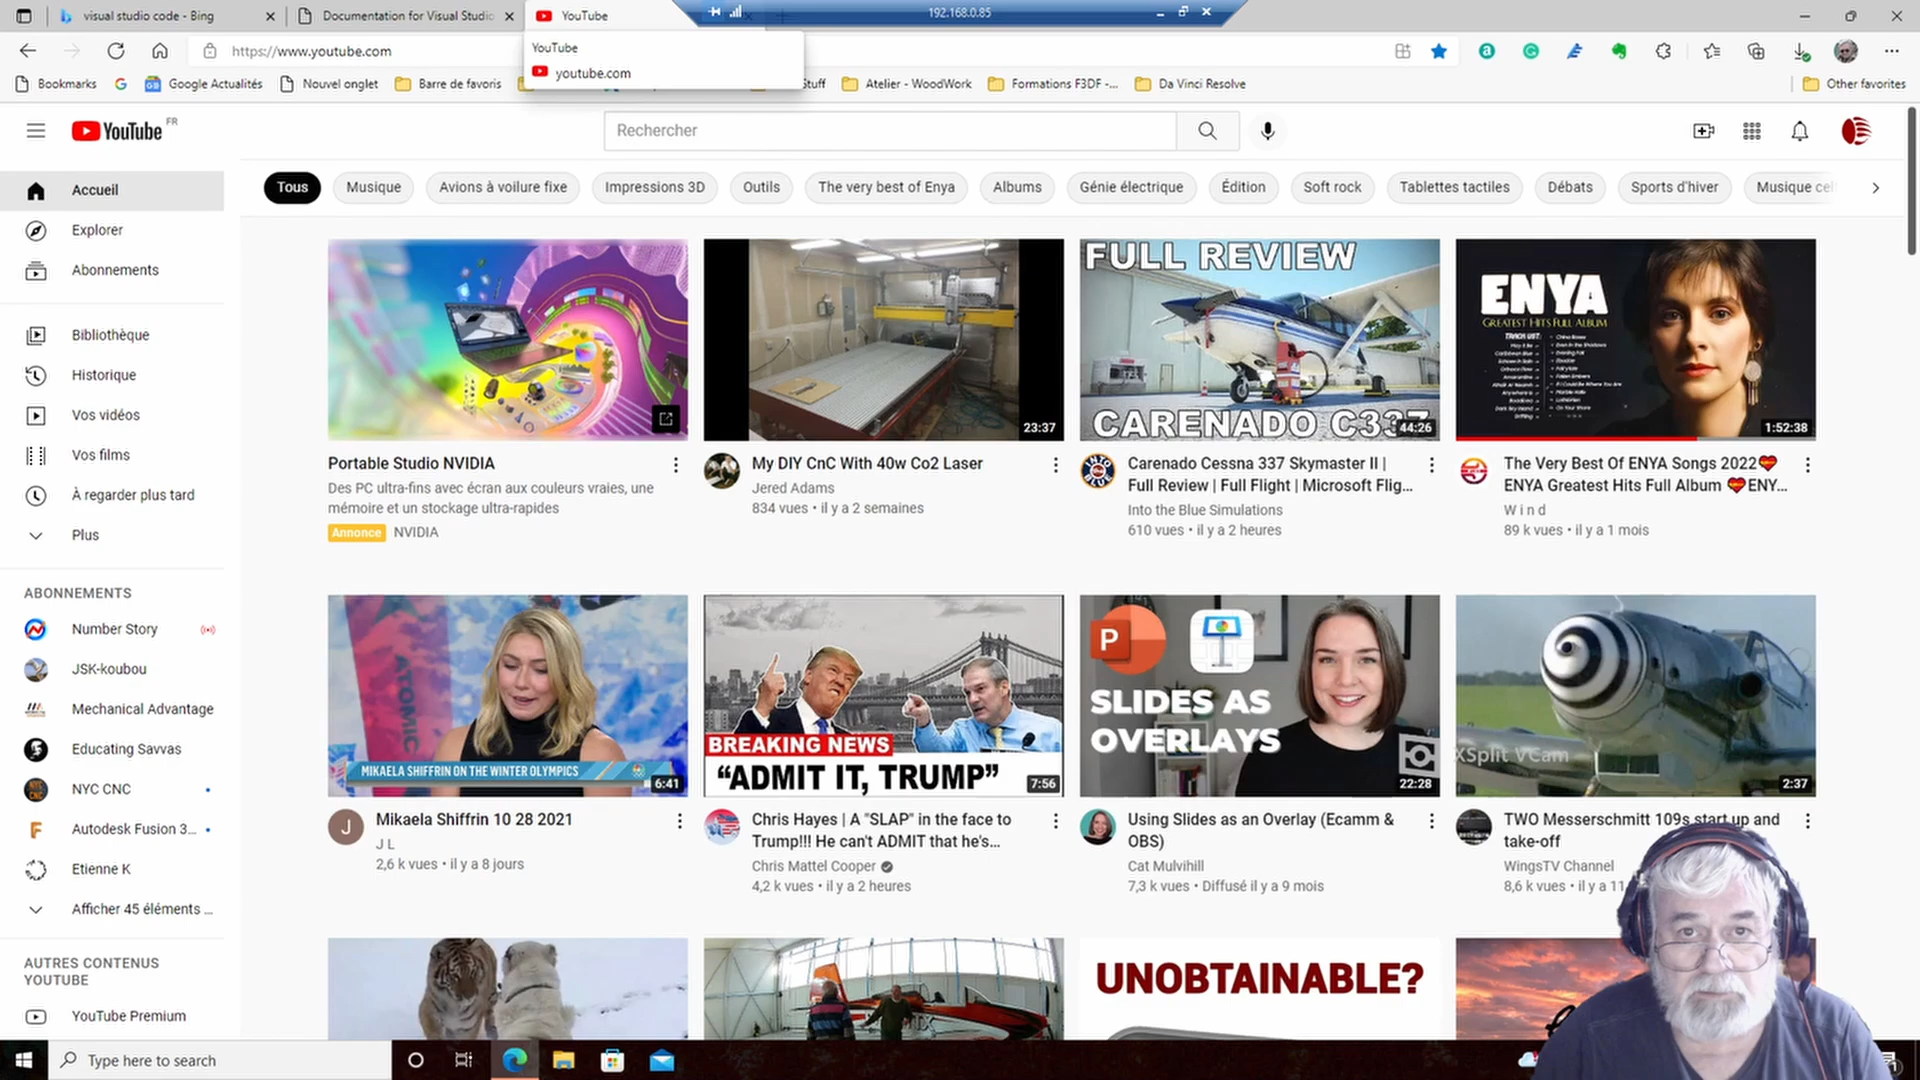 visual studio code - Bing
Documentation for Visual Studio
YouTube
192.168.0.85
https://www.youtube.com
YouTube
youtube.com
Bookmarks
Google Actualités
Nouvel onglet
Barre de favoris
Stuff
Atelier - WoodWork
Formations F3DF -...
Da Vinci Resolve
Other favorites
YouTube FR
Rechercher
Tous
Musique
Avions à voilure fixe
Impressions 3D
Outils
The very best of Enya
Albums
Génie électrique
Édition
Soft rock
Tablettes tactiles
Débats
Sports d'hiver
Musique cel
Accueil
Explorer
Abonnements
Bibliothèque
Historique
Vos vidéos
Vos films
À regarder plus tard
Plus
ABONNEMENTS
Number Story
JSK-koubou
Mechanical Advantage
Educating Savvas
NYC CNC
Autodesk Fusion 3...
Etienne K
Afficher 45 éléments ...
AUTRES CONTENUS
YOUTUBE
YouTube Premium
23:37
FULL REVIEW
CARENADO C337
44:26
ENYA
GREATEST HITS FULL ALBUM
TRACK LIST:
1:52:38
Portable Studio NVIDIA
Des PC ultra-fins avec écran aux couleurs vraies, une
mémoire et un stockage ultra-rapides
Annonce NVIDIA
My DIY CnC With 40w Co2 Laser
Jered Adams
834 vues • il y a 2 semaines
INTO BLUE
Carenado Cessna 337 Skymaster II |
Full Review | Full Flight | Microsoft Flig...
Into the Blue Simulations
610 vues • il y a 2 heures
The Very Best Of ENYA Songs 2022
ENYA Greatest Hits Full Album ENY...
W i n d
89 k vues • il y a 1 mois
ATOMIC
MIKAELA SHIFFRIN ON THE WINTER OLYMPICS
6:41
BREAKING NEWS
“ADMIT IT, TRUMP”
7:56
P
SLIDES AS
OVERLAYS
22:28
XSplit VCam
2:37
J
Mikaela Shiffrin 10 28 2021
J L
2,6 k vues • il y a 8 jours
Chris Hayes | A "SLAP" in the face to
Trump!!! He can't ADMIT that he's...
Chris Mattel Cooper
4,2 k vues • il y a 2 heures
Using Slides as an Overlay (Ecamm &
OBS)
Cat Mulvihill
7,3 k vues • Diffusé il y a 9 mois
TWO Messerschmitt 109s start up and
take-off
WingsTV Channel
8,6 k vues • il y a 11
UNOBTAINABLE?
Type here to search